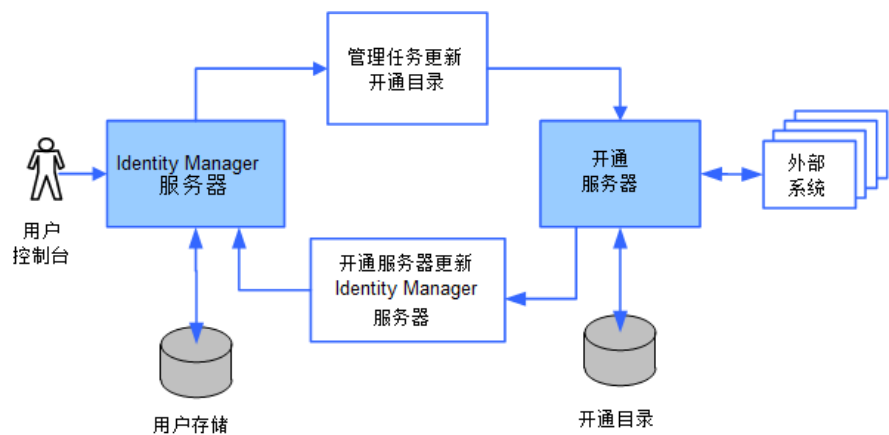 管理任务更新
开通目录
Identity Manager
服务器
开通
服务器
外部
系统
用户
控制台
开通服务器更新
Identity Manager
服务器
用户存储
开通目录